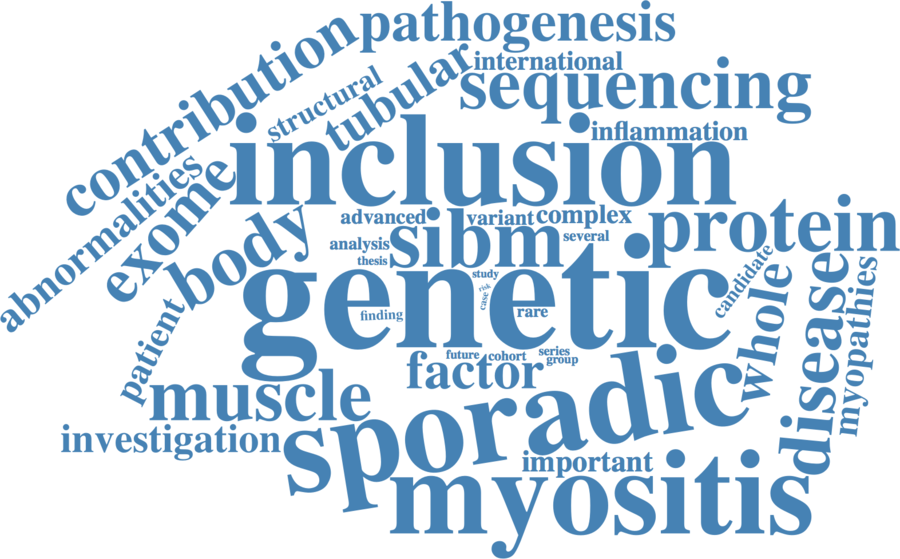 pathogenesis
contribution
international
tubular
structural
sequencing
inflammation
inclusion
abnormalities
exome
body
advanced
variant
complex
protein
sibm
several
analysis
thesis
genetic
study
risk
case
candidate
whole
disease
myopathies
finding
rare
patient
future
cohort
series
group
factor
muscle
sporadic
investigation
important
myositis